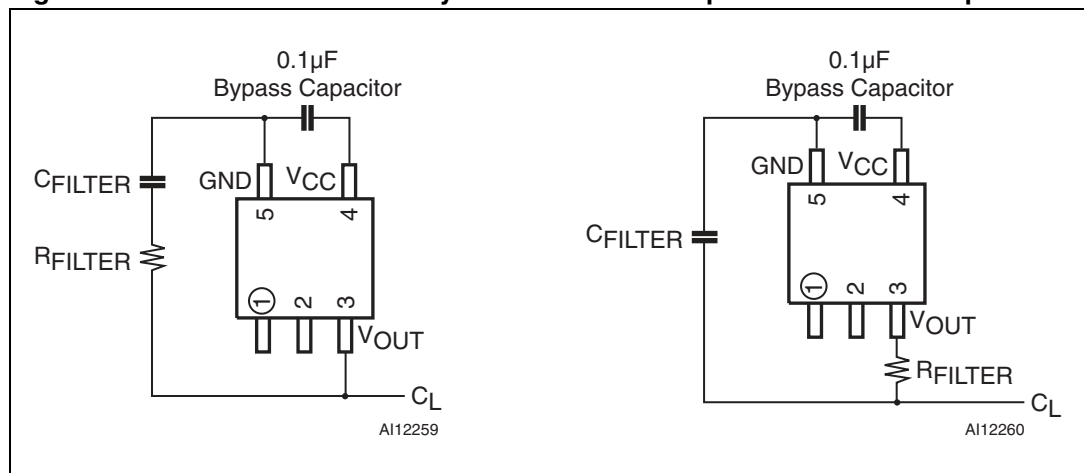 0.1µF
Bypass Capacitor
CFILTER
GND
VCC
5
4
RFILTER
1
2
3
VOUT
CL
AI12259
0.1µF
Bypass Capacitor
GND
VCC
5
4
CFILTER
1
2
3
VOUT
RFILTER
CL
AI12260